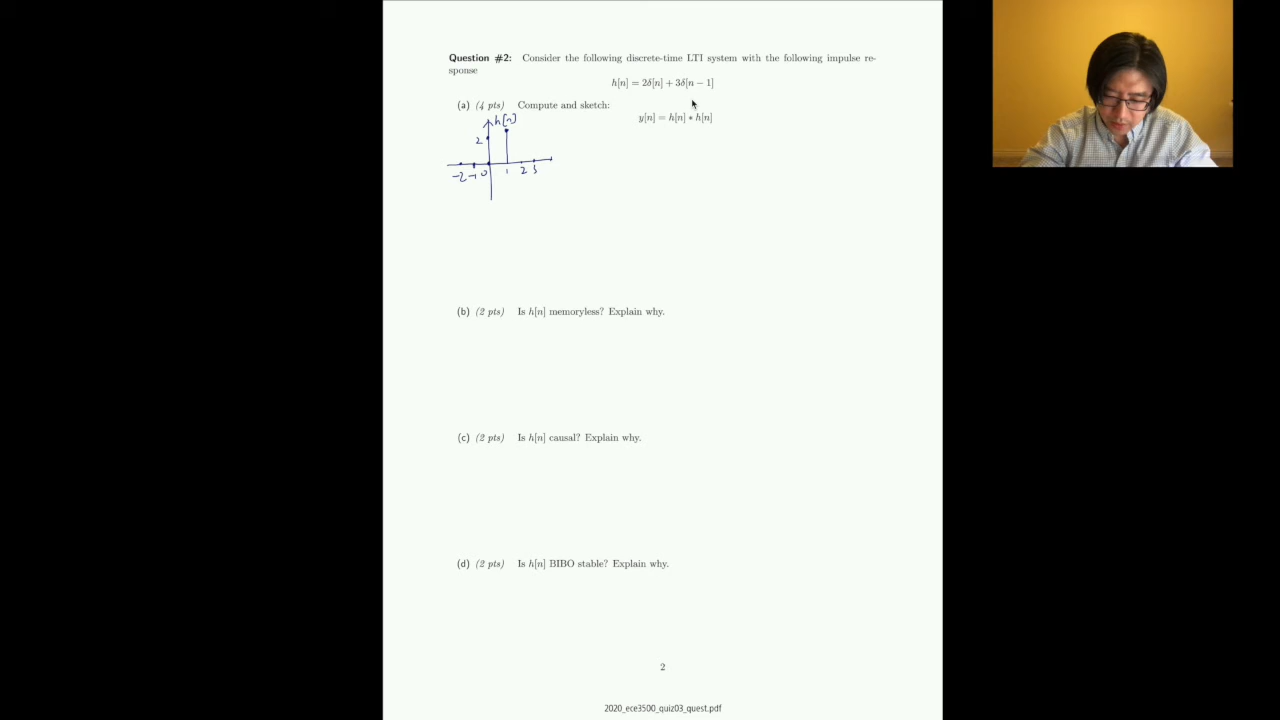 Question #2: Consider the following discrete-time LTI system with the following impulse re-
sponse
h[n] = 2δ[n] + 3δ[n − 1]
(a) (4 pts) Compute and sketch:
y[n] = h[n] ∗ h[n]
h[n]
2
-2 -1 0 1 2 3
(b) (2 pts) Is h[n] memoryless? Explain why.
(c) (2 pts) Is h[n] causal? Explain why.
(d) (2 pts) Is h[n] BIBO stable? Explain why.
2
2020_ece3500_quiz03_quest.pdf